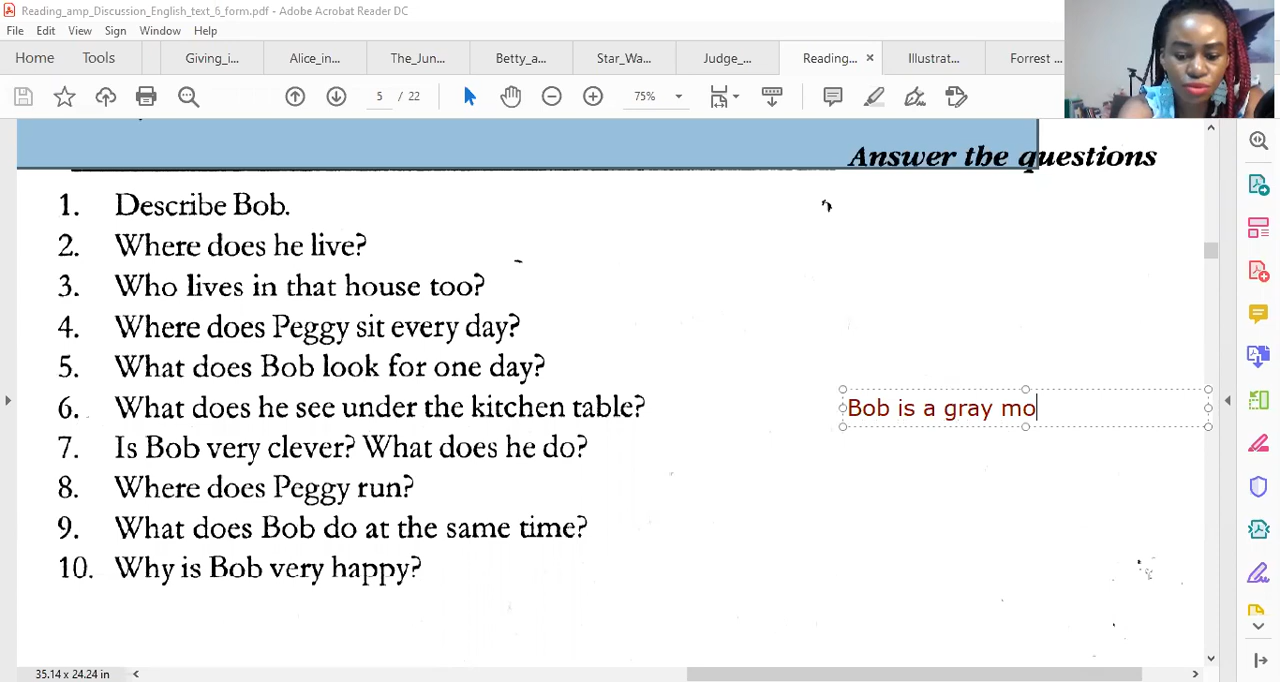 Reading_amp_Discussion_English_text_6_form.pdf - Adobe Acrobat Reader DC
File Edit View Sign Window Help
Home Tools Giving_i... Alice_in... The_Jun... Betty_a... Star_Wa... Judge_... Reading... × Illustrat... Forrest ...
5 / 22 75%
Answer the questions
1. Describe Bob.
2. Where does he live?
3. Who lives in that house too?
4. Where does Peggy sit every day?
5. What does Bob look for one day?
6. What does he see under the kitchen table?
Bob is a gray mo
7. Is Bob very clever? What does he do?
8. Where does Peggy run?
9. What does Bob do at the same time?
10. Why is Bob very happy?
35.14 x 24.24 in